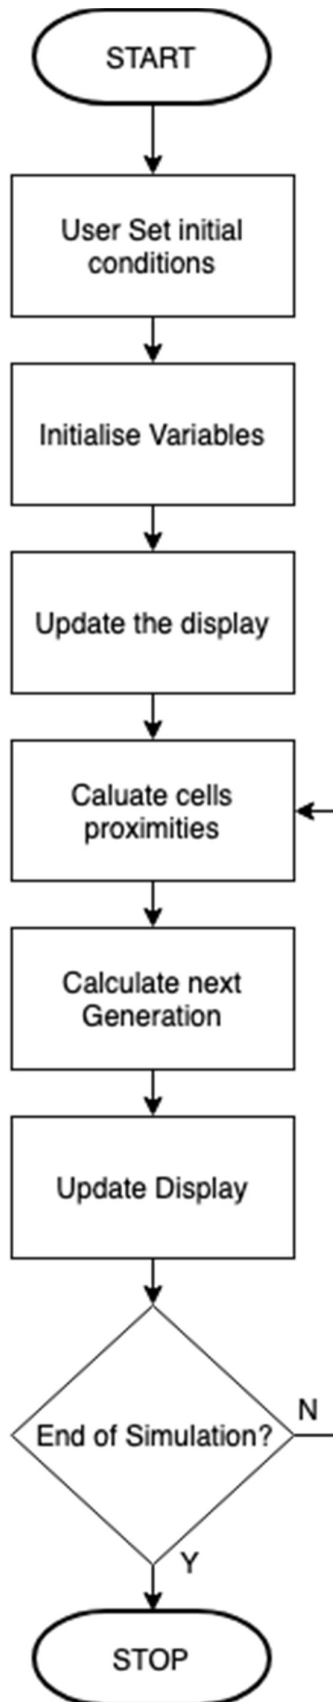 START
User Set initial
conditions
Initialise Variables
Update the display
Caluate cells
proximities
Calculate next
Generation
Update Display
End of Simulation?
N
Y
STOP